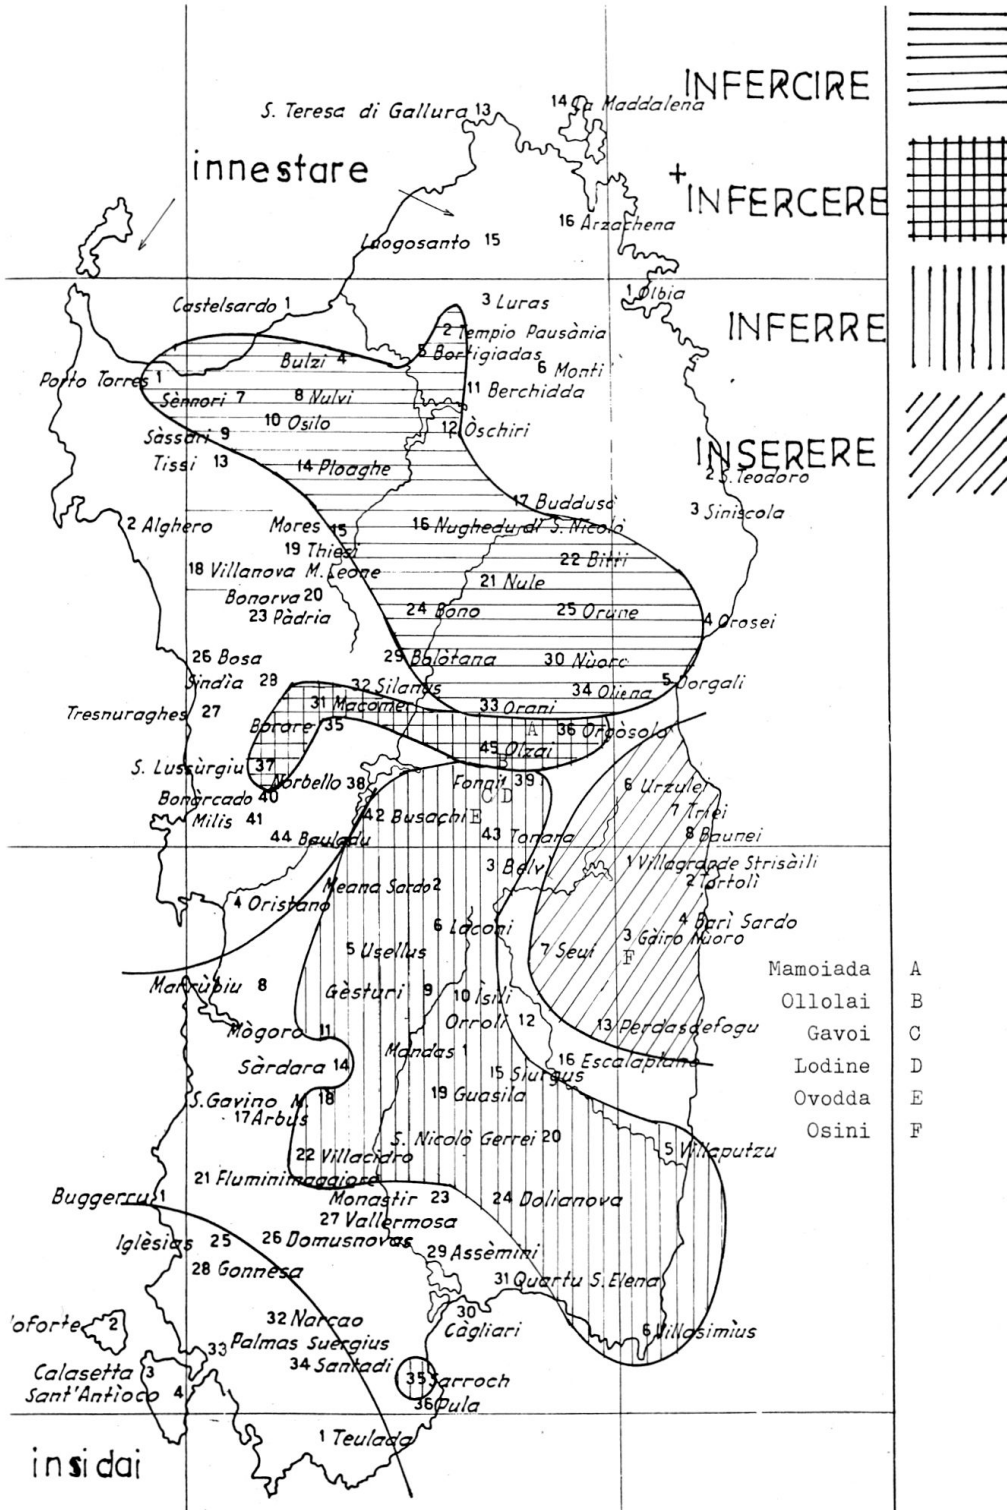 INFERCIRE
14 La Maddalena
S. Teresa di Gallura 13
innestare
+
INFERCERE
16 Arzachena
Luogosanto 15
1 Olbia
Castelsardo 1
3 Luras
INFERRE
2 Tempio Pausània
5 Bortigiadas
Bulzi 4
6 Monti
Porto Torres 1
11 Berchidda
Sènnori 7
8 Nulvi
10 Osilo
12 Òschiri
Sàssari 9
INSERERE
Tissi 13
14 Ploaghe
2 S. Teodoro
17 Buddusò
3 Siniscola
2 Alghero
Mores 15
16 Nughedu di S. Nicolò
19 Thiesi
22 Bitti
18 Villanova M. Leone
21 Nule
Bonorva 20
24 Bono
25 Orune
23 Pàdria
4 Orosei
26 Bosa
29 Bolòtana
30 Nùoro
Sindìa 28
32 Silanus
34 Oliena
5 Dorgali
31 Macomer
33 Orani
Tresnuraghes 27
Borore 35
A
36 Orgòsolo
45 Olzai
B
S. Lussùrgiu 37
Norbello 38
Fonni 39
6 Urzulei
Bonàrcado 40
C D
7 Triei
Milis 41
42 Busachi
E
44 Bauladu
43 Tonara
8 Baunei
3 Belvì
1 Villagrande Strisàili
Meana Sardo 2
2 Tortolì
4 Oristano
6 Laconi
4 Barì Sardo
5 Usellus
7 Seui
3 Gàiro Nùoro
F
Mamoiada A
Marrùbiu 8
Gèsturi 9
10 Ìsili
Ollolai B
Mògoro 11
Orroli 12
13 Perdasdefogu
Gavoi C
Mandas 1
Sàrdara 14
16 Escalaplano
Lodine D
15 Siurgus
S. Gavino M. 18
19 Guasila
Ovodda E
17 Arbus
Osini F
S. Nicolò Gerrei 20
22 Villacidro
5 Villaputzu
21 Fluminimaggiore
Buggerru 1
Monastir 23
24 Dolianova
27 Vallermosa
Iglèsias 25
26 Domusnovas
29 Assèmini
28 Gonnesa
31 Quartu S. Elena
30
Càgliari
loforte 2
32 Narcao
33 Palmas Suergius
6 Villasimìus
34 Santadi
Calasetta 3
35 Sarroch
Sant'Antìoco 4
36 Pula
1 Teulada
insidai